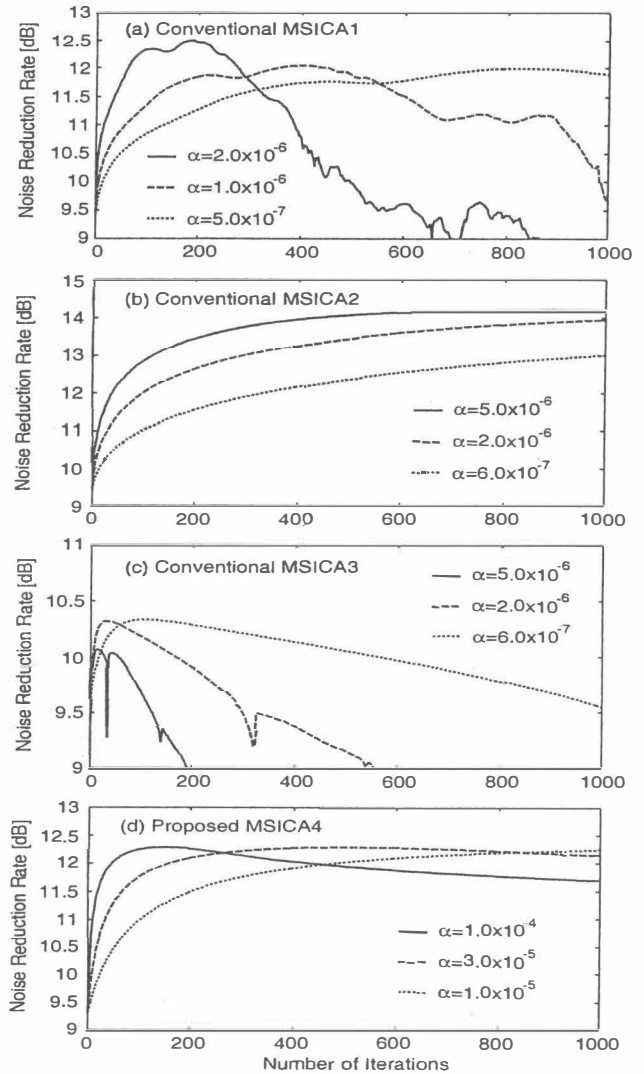 (a) Conventional MSICA1
Noise Reduction Rate [dB]
13
12.5
12
11.5
11
10.5
10
9.5
9
α=2.0x10⁻⁶
α=1.0x10⁻⁶
α=5.0x10⁻⁷
0 200 400 600 800 1000
(b) Conventional MSICA2
Noise Reduction Rate [dB]
15
14
13
12
11
10
9
α=5.0x10⁻⁶
α=2.0x10⁻⁶
α=6.0x10⁻⁷
0 200 400 600 800 1000
(c) Conventional MSICA3
Noise Reduction Rate [dB]
11
10.5
10
9.5
9
α=5.0x10⁻⁶
α=2.0x10⁻⁶
α=6.0x10⁻⁷
0 200 400 600 800 1000
(d) Proposed MSICA4
Noise Reduction Rate [dB]
13
12.5
12
11.5
11
10.5
10
9.5
9
α=1.0x10⁻⁴
α=3.0x10⁻⁵
α=1.0x10⁻⁵
0 200 400 600 800 1000
Number of Iterations